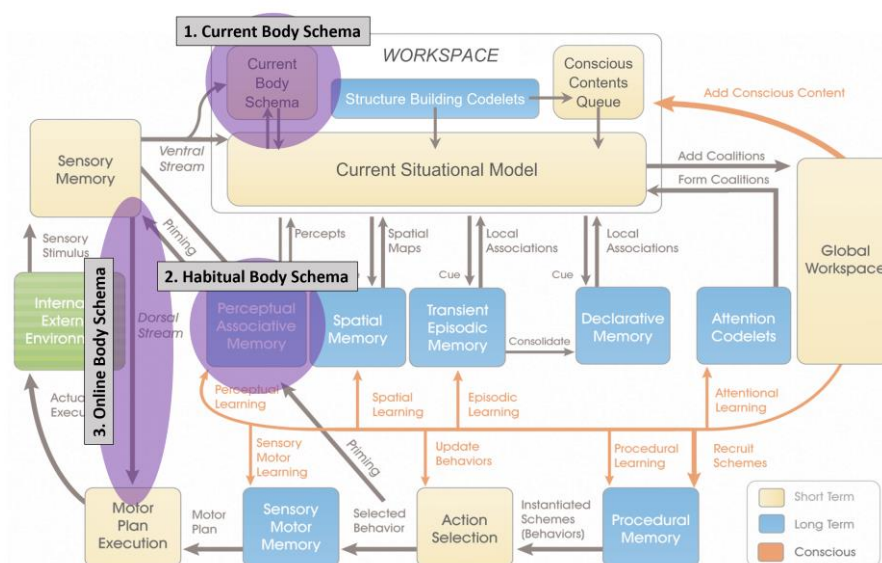 1. Current Body Schema
WORKSPACE
Current
Body
Schema
Structure Building Codelets
Conscious
Contents
Queue
Add Conscious Content
Sensory
Memory
Ventral
Stream
Current Situational Model
Add Coalitions
Form Coalitions
Global
Workspace
Sensory
Stimulus
Priming
Percepts
Spatial
Maps
Local
Associations
Cue
Local
Associations
Cue
2. Habitual Body Schema
3. Online Body Schema
Dorsal
Stream
Perceptual
Associative
Memory
Spatial
Memory
Transient
Episodic
Memory
Consolidate
Declarative
Memory
Attention
Codelets
Perceptual
Learning
Spatial
Learning
Episodic
Learning
Attentional
Learning
Sensory
Motor
Learning
Priming
Update
Behaviors
Procedural
Learning
Recruit
Schemes
Motor
Plan
Execution
Motor
Plan
Sensory
Motor
Memory
Selected
Behavior
Action
Selection
Instantiated
Schemes
(Behaviors)
Procedural
Memory
Short Term
Long Term
Conscious